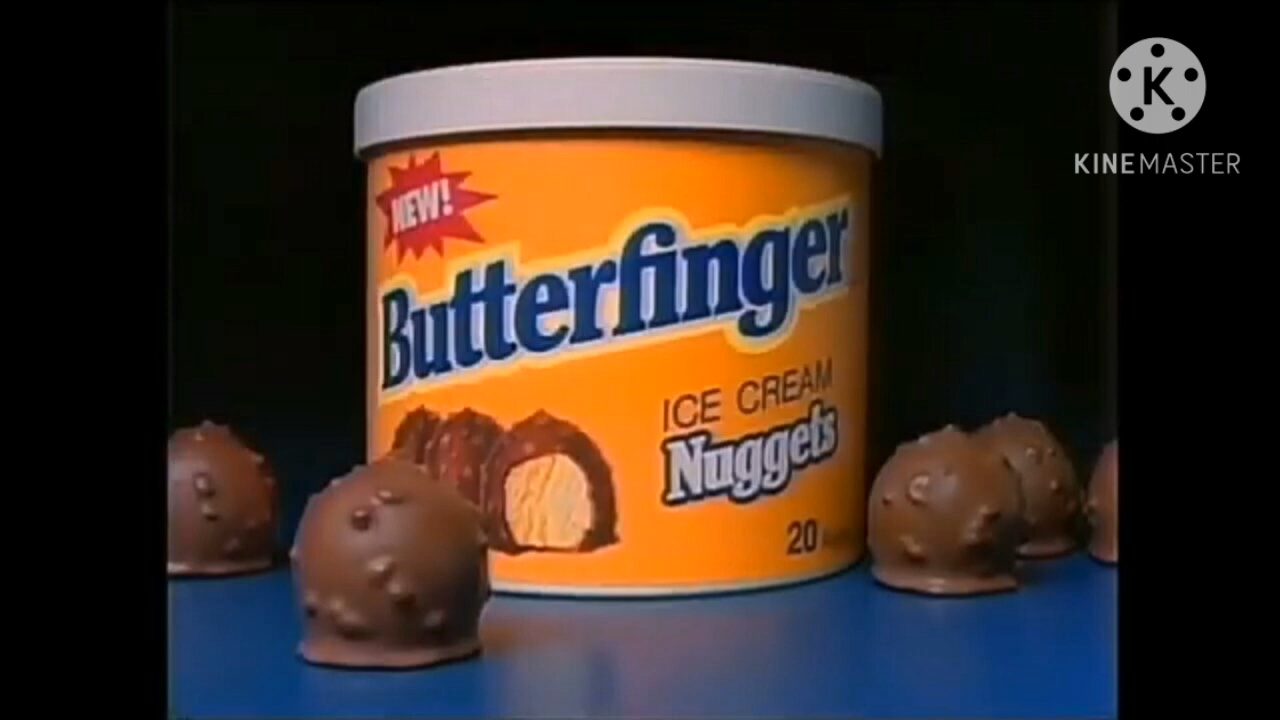 NEW!
Butterfinger
ICE CREAM
Nuggets
20
K
KINEMASTER